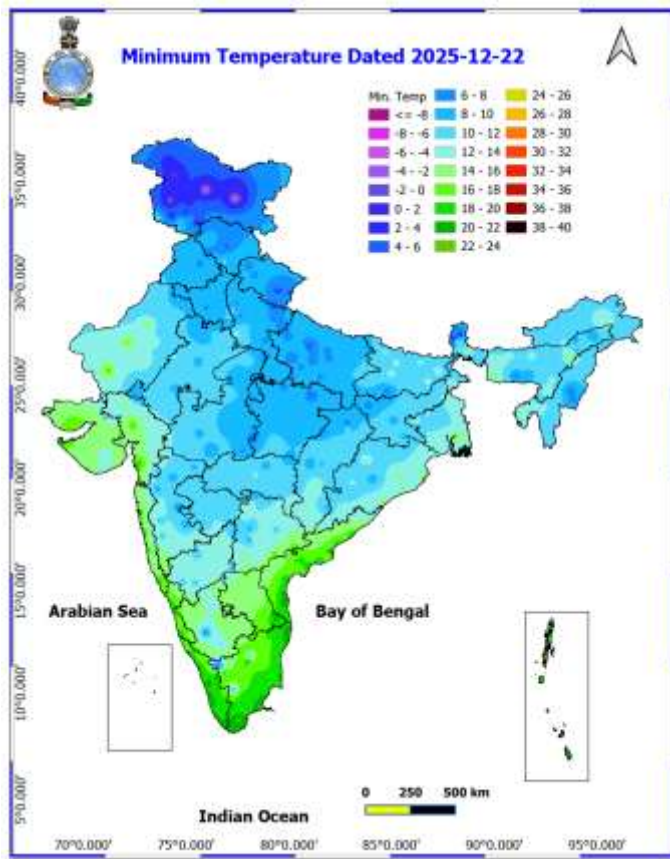 Minimum Temperature Dated 2025-12-22
Min. Temp
<= -8
-8 - -6
-6 - -4
-4 - -2
-2 - 0
0 - 2
2 - 4
4 - 6
6 - 8
8 - 10
10 - 12
12 - 14
14 - 16
16 - 18
18 - 20
20 - 22
22 - 24
24 - 26
26 - 28
28 - 30
30 - 32
32 - 34
34 - 36
36 - 38
38 - 40
40°0.000'
35°0.000'
30°0.000'
25°0.000'
20°0.000'
15°0.000'
10°0.000'
5°0.000'
Arabian Sea
Bay of Bengal
0 250 500 km
Indian Ocean
70°0.000' 75°0.000' 80°0.000' 85°0.000' 90°0.000' 95°0.000'